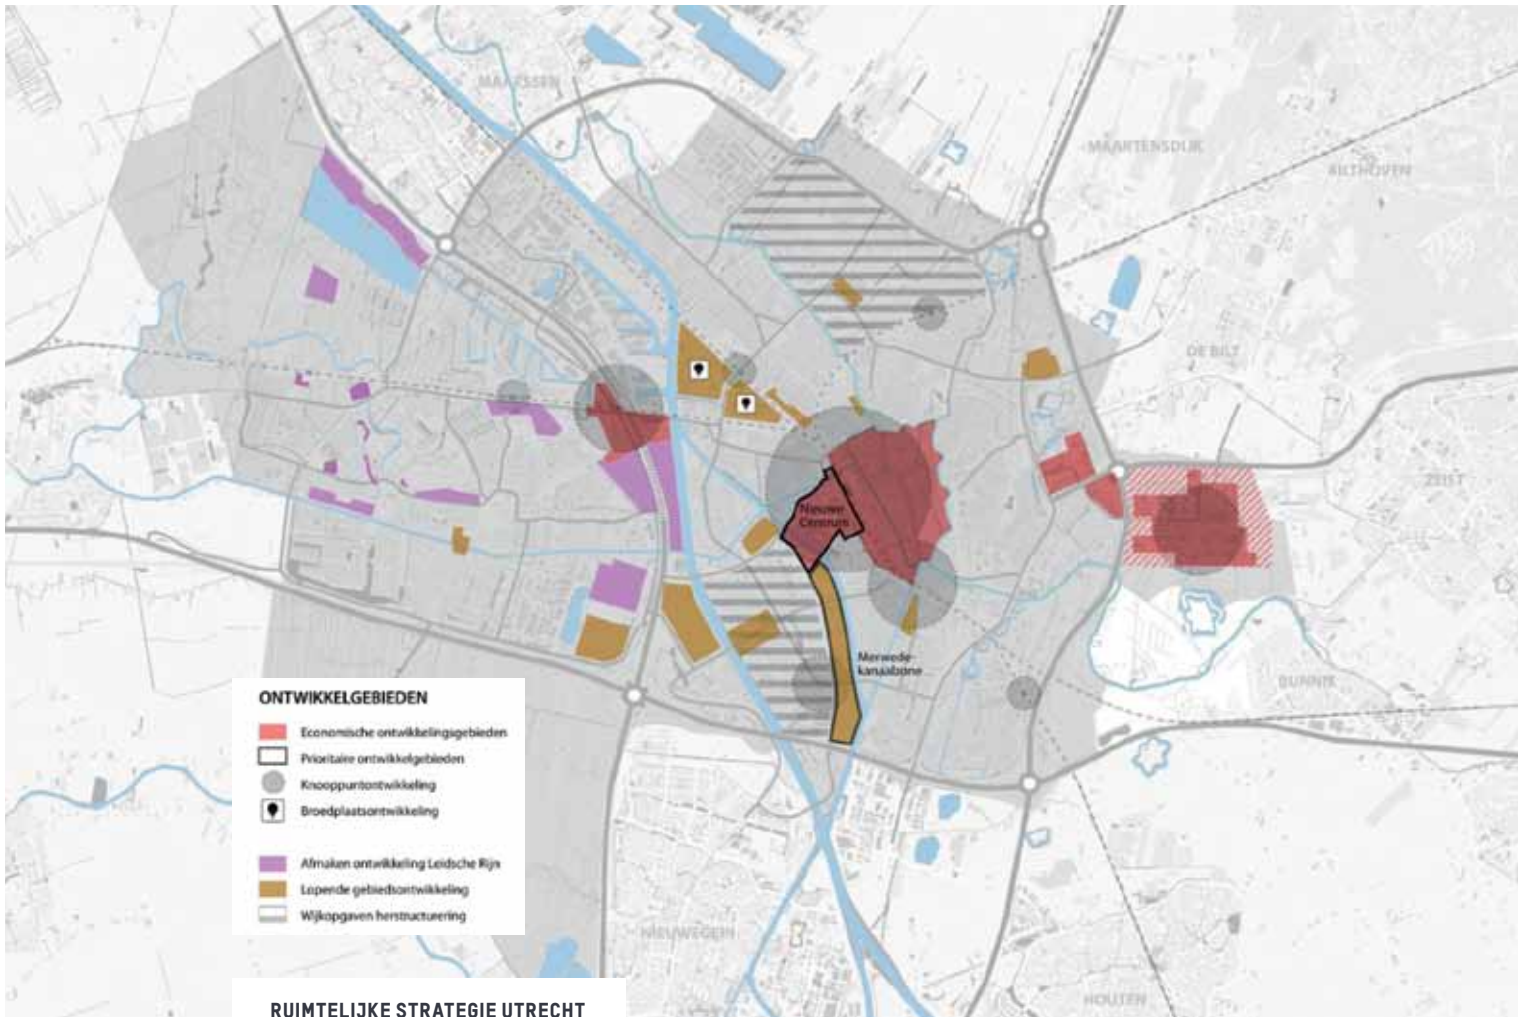 MAARSSEN
MAARTENSDIJK
BILTHOVEN
DE BILT
ZEIST
Nieuwe
Centrum
Merwede-
kanaalzone
BUNNIK
ONTWIKKELGEBIEDEN
Economische ontwikkelingsgebieden
Prioritaire ontwikkelgebieden
Knooppuntontwikkeling
Broedplaatsontwikkeling
Afmaken ontwikkeling Leidsche Rijn
Lopende gebiedsontwikkeling
Wijkopgaven herstructurering
NIEUWEGEIN
HOUTEN
RUIMTELIJKE STRATEGIE UTRECHT